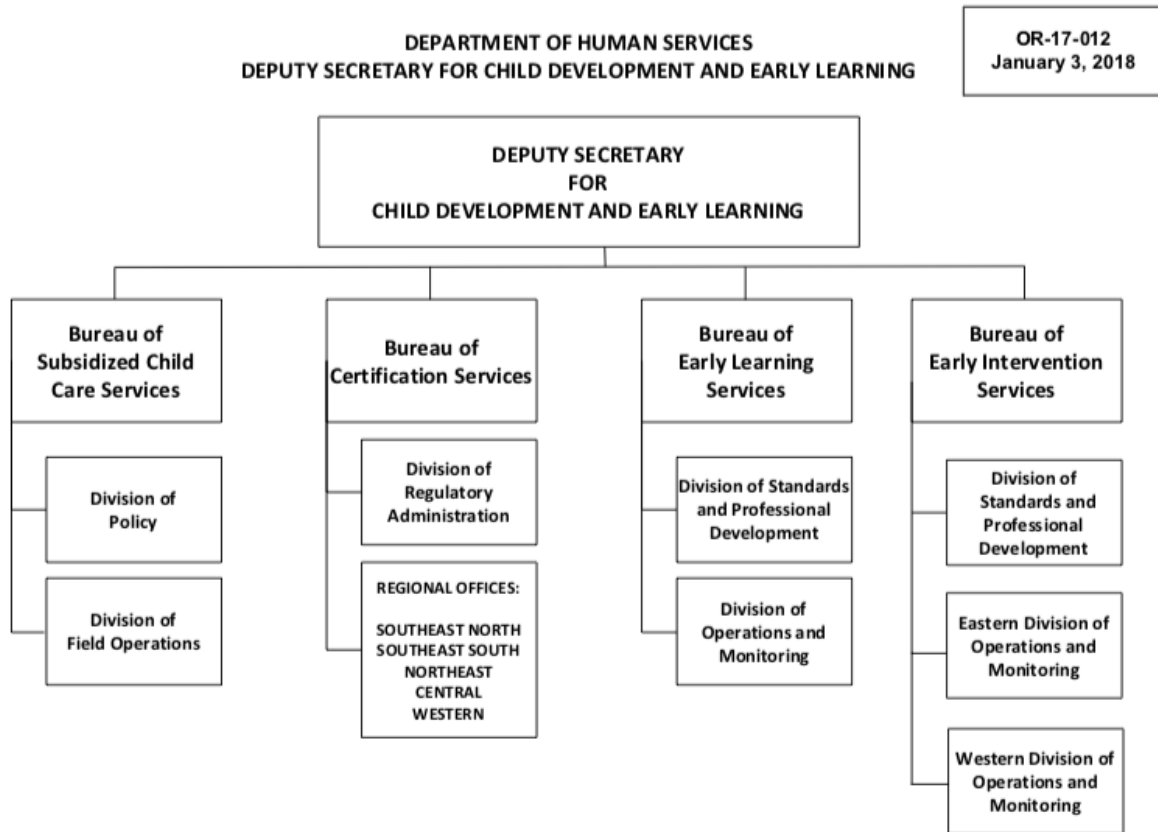 DEPARTMENT OF HUMAN SERVICES
DEPUTY SECRETARY FOR CHILD DEVELOPMENT AND EARLY LEARNING
OR-17-012
January 3, 2018
DEPUTY SECRETARY
FOR
CHILD DEVELOPMENT AND EARLY LEARNING
Bureau of
Subsidized Child
Care Services
Division of
Policy
Division of
Field Operations
Bureau of
Certification Services
Division of
Regulatory
Administration
REGIONAL OFFICES:
SOUTHEAST NORTH
SOUTHEAST SOUTH
NORTHEAST
CENTRAL
WESTERN
Bureau of
Early Learning
Services
Division of Standards
and Professional
Development
Division of
Operations and
Monitoring
Bureau of
Early Intervention
Services
Division of
Standards and
Professional
Development
Eastern Division of
Operations and
Monitoring
Western Division of
Operations and
Monitoring